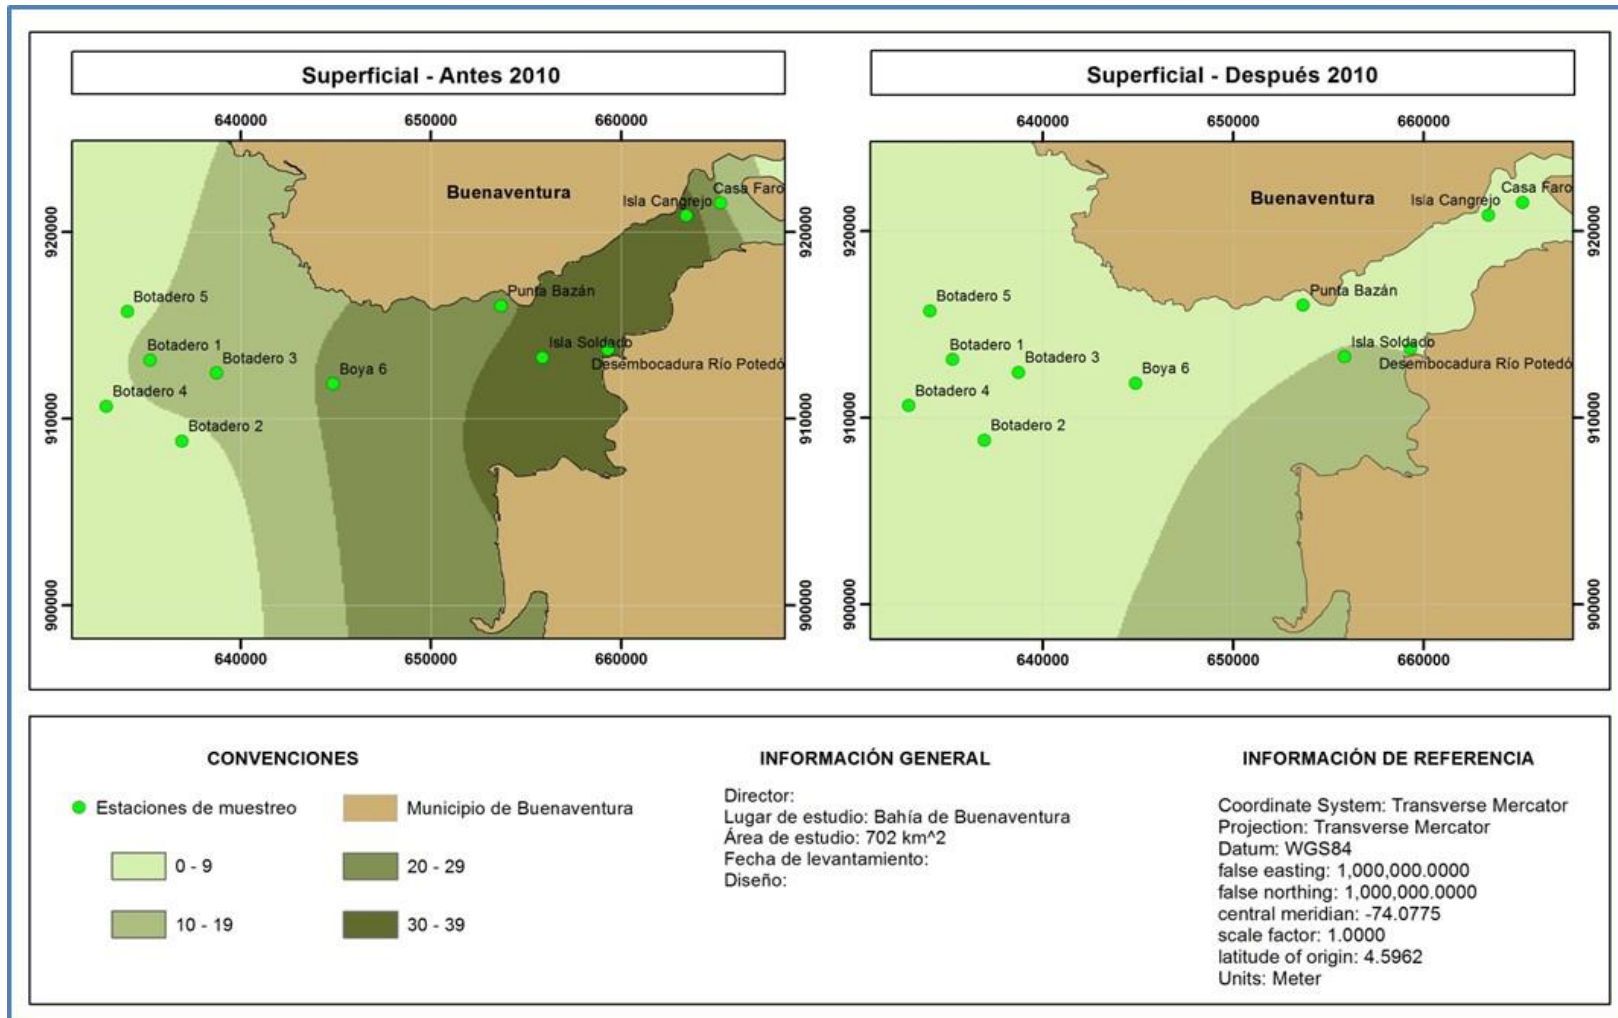 Superficial - Antes 2010
640000
650000
660000
920000
910000
900000
920000
910000
900000
Buenaventura
Casa Faro
Isla Cangrejo
Punta Bazán
Isla Soldado
Desembocadura Río Potedó
Botadero 5
Botadero 1
Botadero 3
Boya 6
Botadero 4
Botadero 2
640000
650000
660000
Superficial - Después 2010
640000
650000
660000
920000
910000
900000
920000
910000
900000
Buenaventura
Casa Faro
Isla Cangrejo
Punta Bazán
Isla Soldado
Desembocadura Río Potedó
Botadero 5
Botadero 1
Botadero 3
Boya 6
Botadero 4
Botadero 2
640000
650000
660000
CONVENCIONES
Estaciones de muestreo
Municipio de Buenaventura
0 - 9
20 - 29
10 - 19
30 - 39
INFORMACIÓN GENERAL
Director:
Lugar de estudio: Bahía de Buenaventura
Área de estudio: 702 km^2
Fecha de levantamiento:
Diseño:
INFORMACIÓN DE REFERENCIA
Coordinate System: Transverse Mercator
Projection: Transverse Mercator
Datum: WGS84
false easting: 1,000,000.0000
false northing: 1,000,000.0000
central meridian: -74.0775
scale factor: 1.0000
latitude of origin: 4.5962
Units: Meter